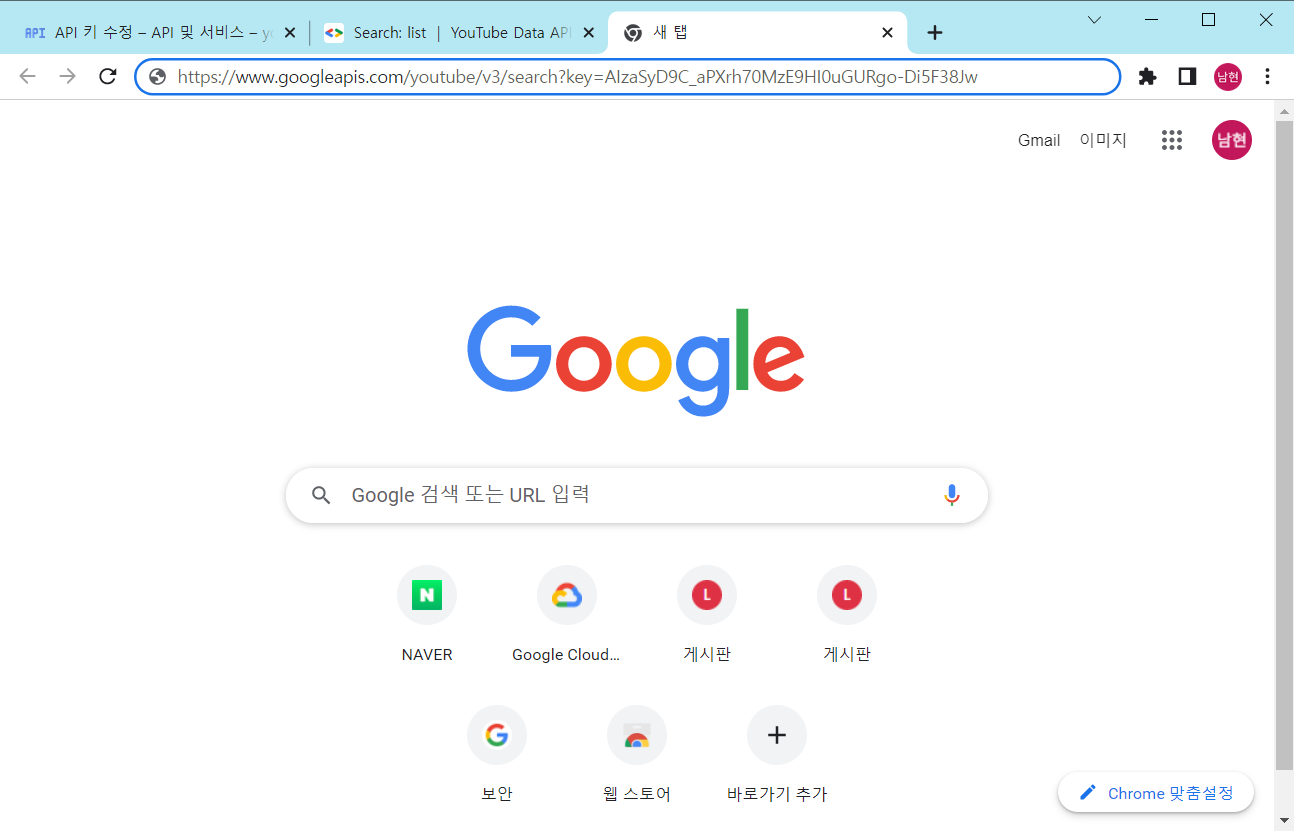 API API 키 수정 – API 및 서비스 – yo
Search: list | YouTube Data API
새 탭
https://www.googleapis.com/youtube/v3/search?key=AIzaSyD9C_aPXrh70MzE9HI0uGURgo-Di5F38Jw
남현
Gmail 이미지 남현
Google
Google 검색 또는 URL 입력
N L L
NAVER Google Cloud... 게시판 게시판
보안 웹 스토어 바로가기 추가
Chrome 맞춤설정